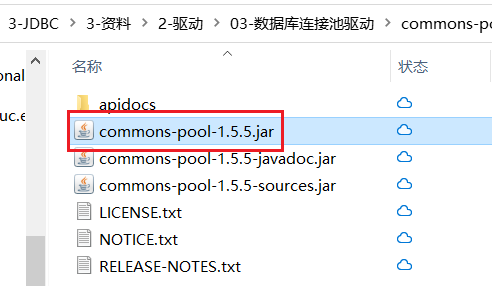 3-JDBC > 3-资料 > 2-驱动 > 03-数据库连接池驱动 > commons-po
名称 状态
onal
apidocs
uc.e
commons-pool-1.5.5.jar
commons-pool-1.5.5-javadoc.jar
commons-pool-1.5.5-sources.jar
LICENSE.txt
NOTICE.txt
RELEASE-NOTES.txt